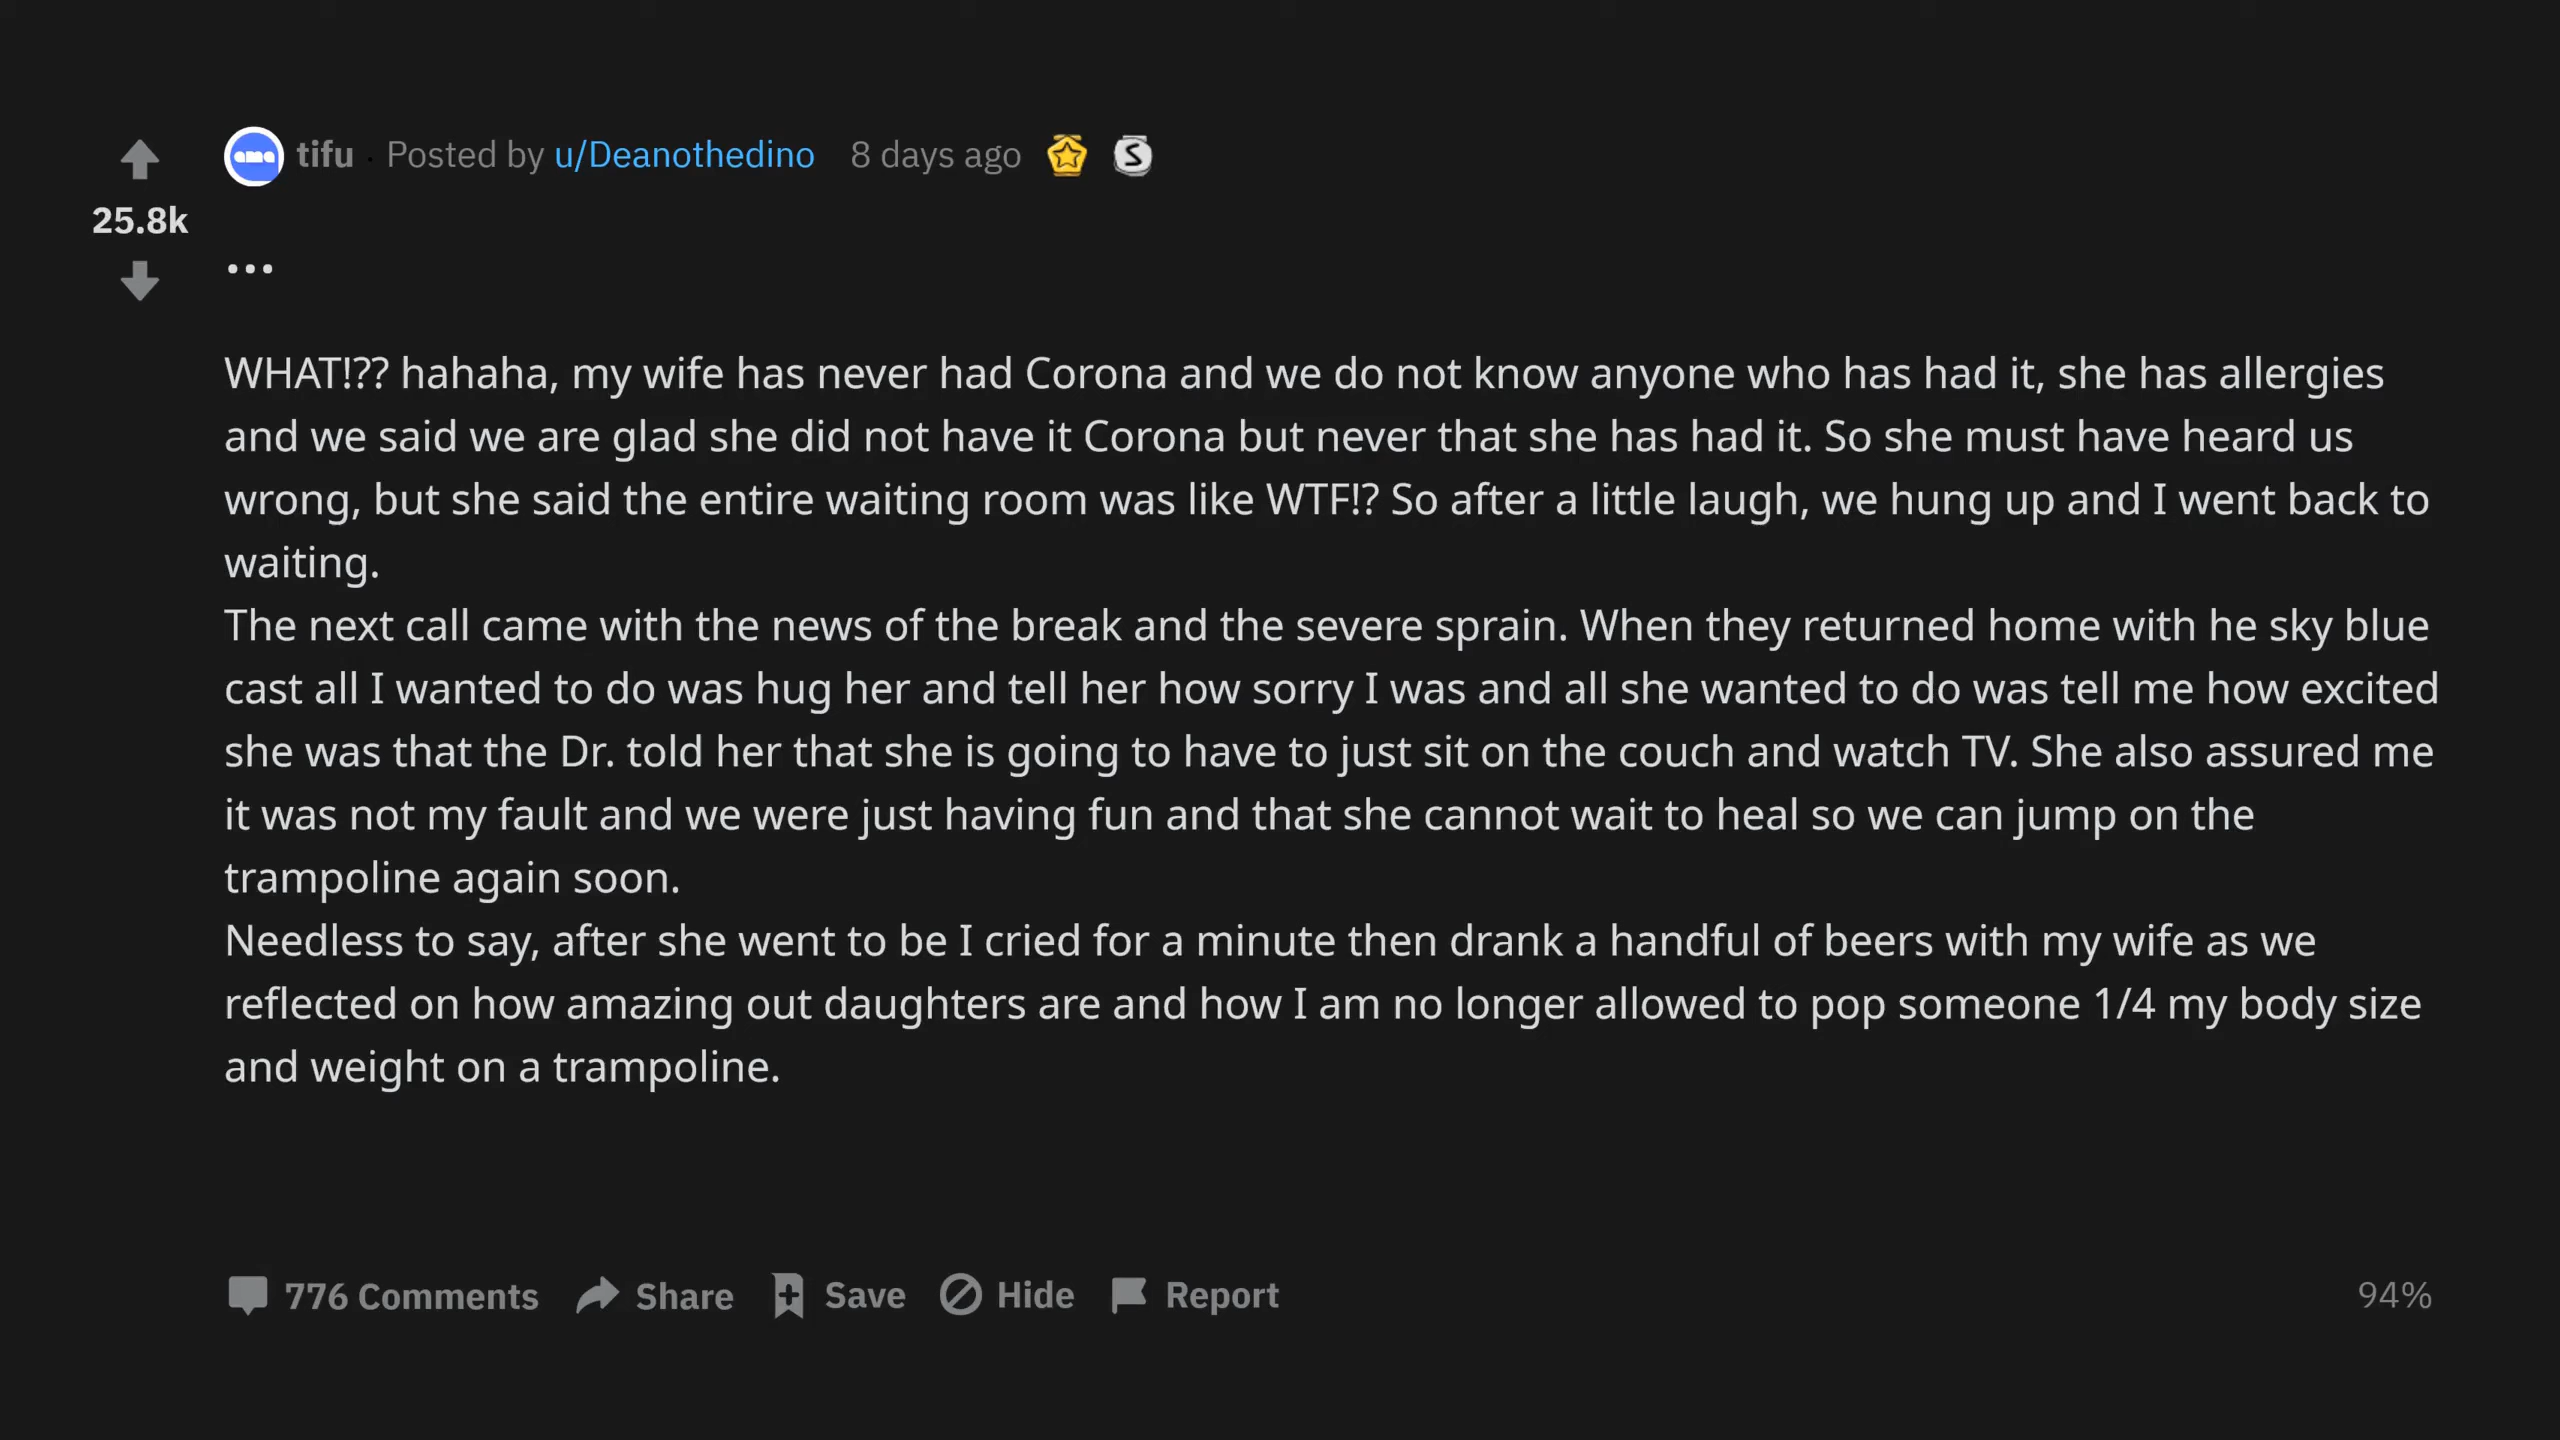 tifu · Posted by u/Deanothedino 8 days ago
25.8k
...
WHAT!?? hahaha, my wife has never had Corona and we do not know anyone who has had it, she has allergies
and we said we are glad she did not have it Corona but never that she has had it. So she must have heard us
wrong, but she said the entire waiting room was like WTF!? So after a little laugh, we hung up and I went back to
waiting.
The next call came with the news of the break and the severe sprain. When they returned home with he sky blue
cast all I wanted to do was hug her and tell her how sorry I was and all she wanted to do was tell me how excited
she was that the Dr. told her that she is going to have to just sit on the couch and watch TV. She also assured me
it was not my fault and we were just having fun and that she cannot wait to heal so we can jump on the
trampoline again soon.
Needless to say, after she went to be I cried for a minute then drank a handful of beers with my wife as we
reflected on how amazing out daughters are and how I am no longer allowed to pop someone 1/4 my body size
and weight on a trampoline.
776 Comments Share Save Hide Report 94%